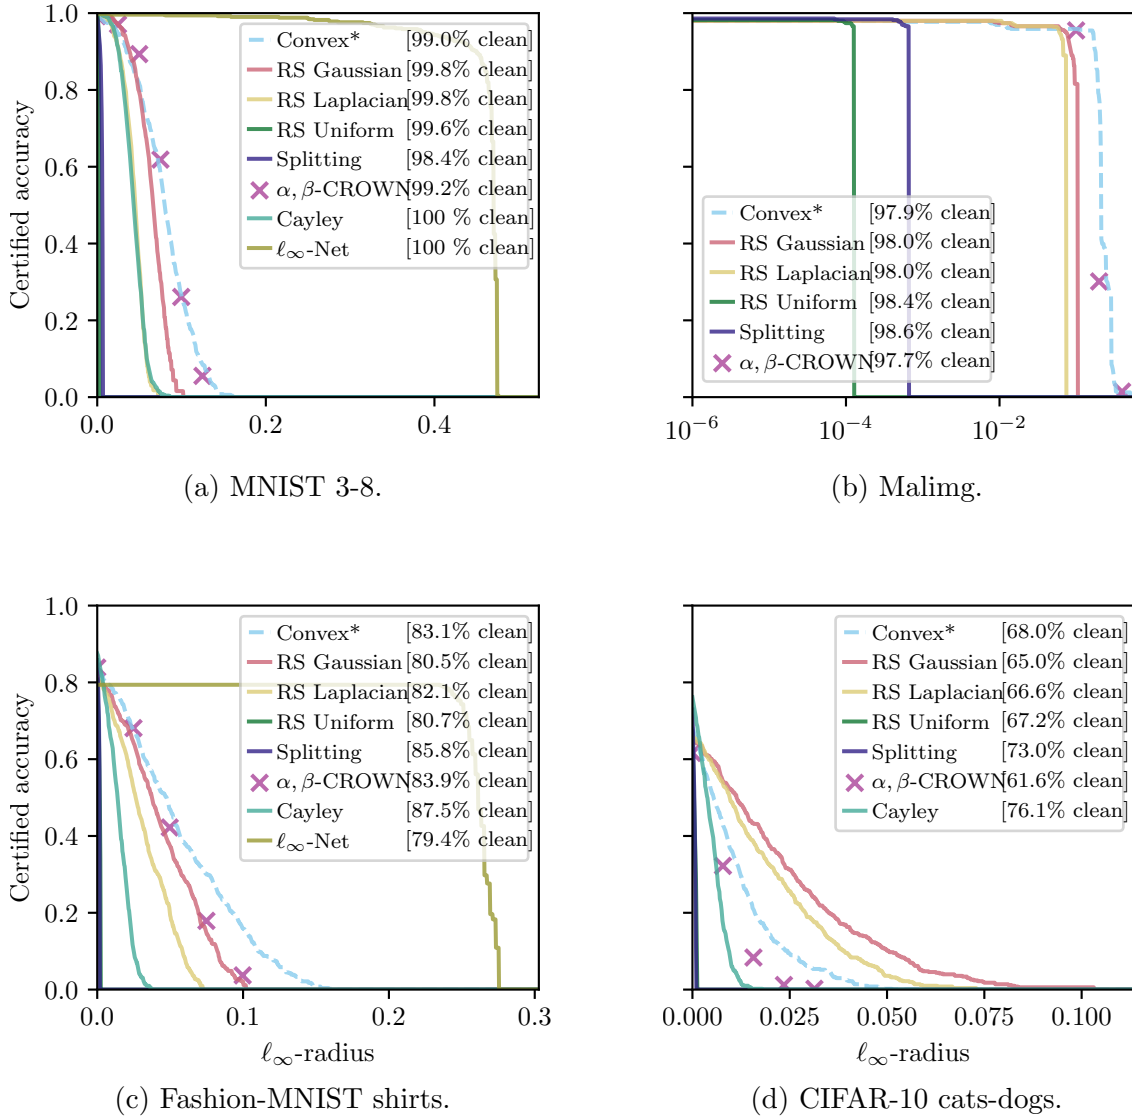 1.0
0.8
0.6
0.4
0.2
0.0
Certified accuracy
0.0 0.2 0.4
Convex* [99.0% clean]
RS Gaussian [99.8% clean]
RS Laplacian [99.8% clean]
RS Uniform [99.6% clean]
Splitting [98.4% clean]
α, β-CROWN [99.2% clean]
Cayley [100 % clean]
ℓ∞-Net [100 % clean]
(a) MNIST 3-8.
10⁻⁶ 10⁻⁴ 10⁻²
Convex* [97.9% clean]
RS Gaussian [98.0% clean]
RS Laplacian [98.0% clean]
RS Uniform [98.4% clean]
Splitting [98.6% clean]
α, β-CROWN [97.7% clean]
(b) Malimg.
1.0
0.8
0.6
0.4
0.2
0.0
Certified accuracy
0.0 0.1 0.2 0.3
ℓ∞-radius
Convex* [83.1% clean]
RS Gaussian [80.5% clean]
RS Laplacian [82.1% clean]
RS Uniform [80.7% clean]
Splitting [85.8% clean]
α, β-CROWN [83.9% clean]
Cayley [87.5% clean]
ℓ∞-Net [79.4% clean]
(c) Fashion-MNIST shirts.
0.000 0.025 0.050 0.075 0.100
ℓ∞-radius
Convex* [68.0% clean]
RS Gaussian [65.0% clean]
RS Laplacian [66.6% clean]
RS Uniform [67.2% clean]
Splitting [73.0% clean]
α, β-CROWN [61.6% clean]
Cayley [76.1% clean]
(d) CIFAR-10 cats-dogs.